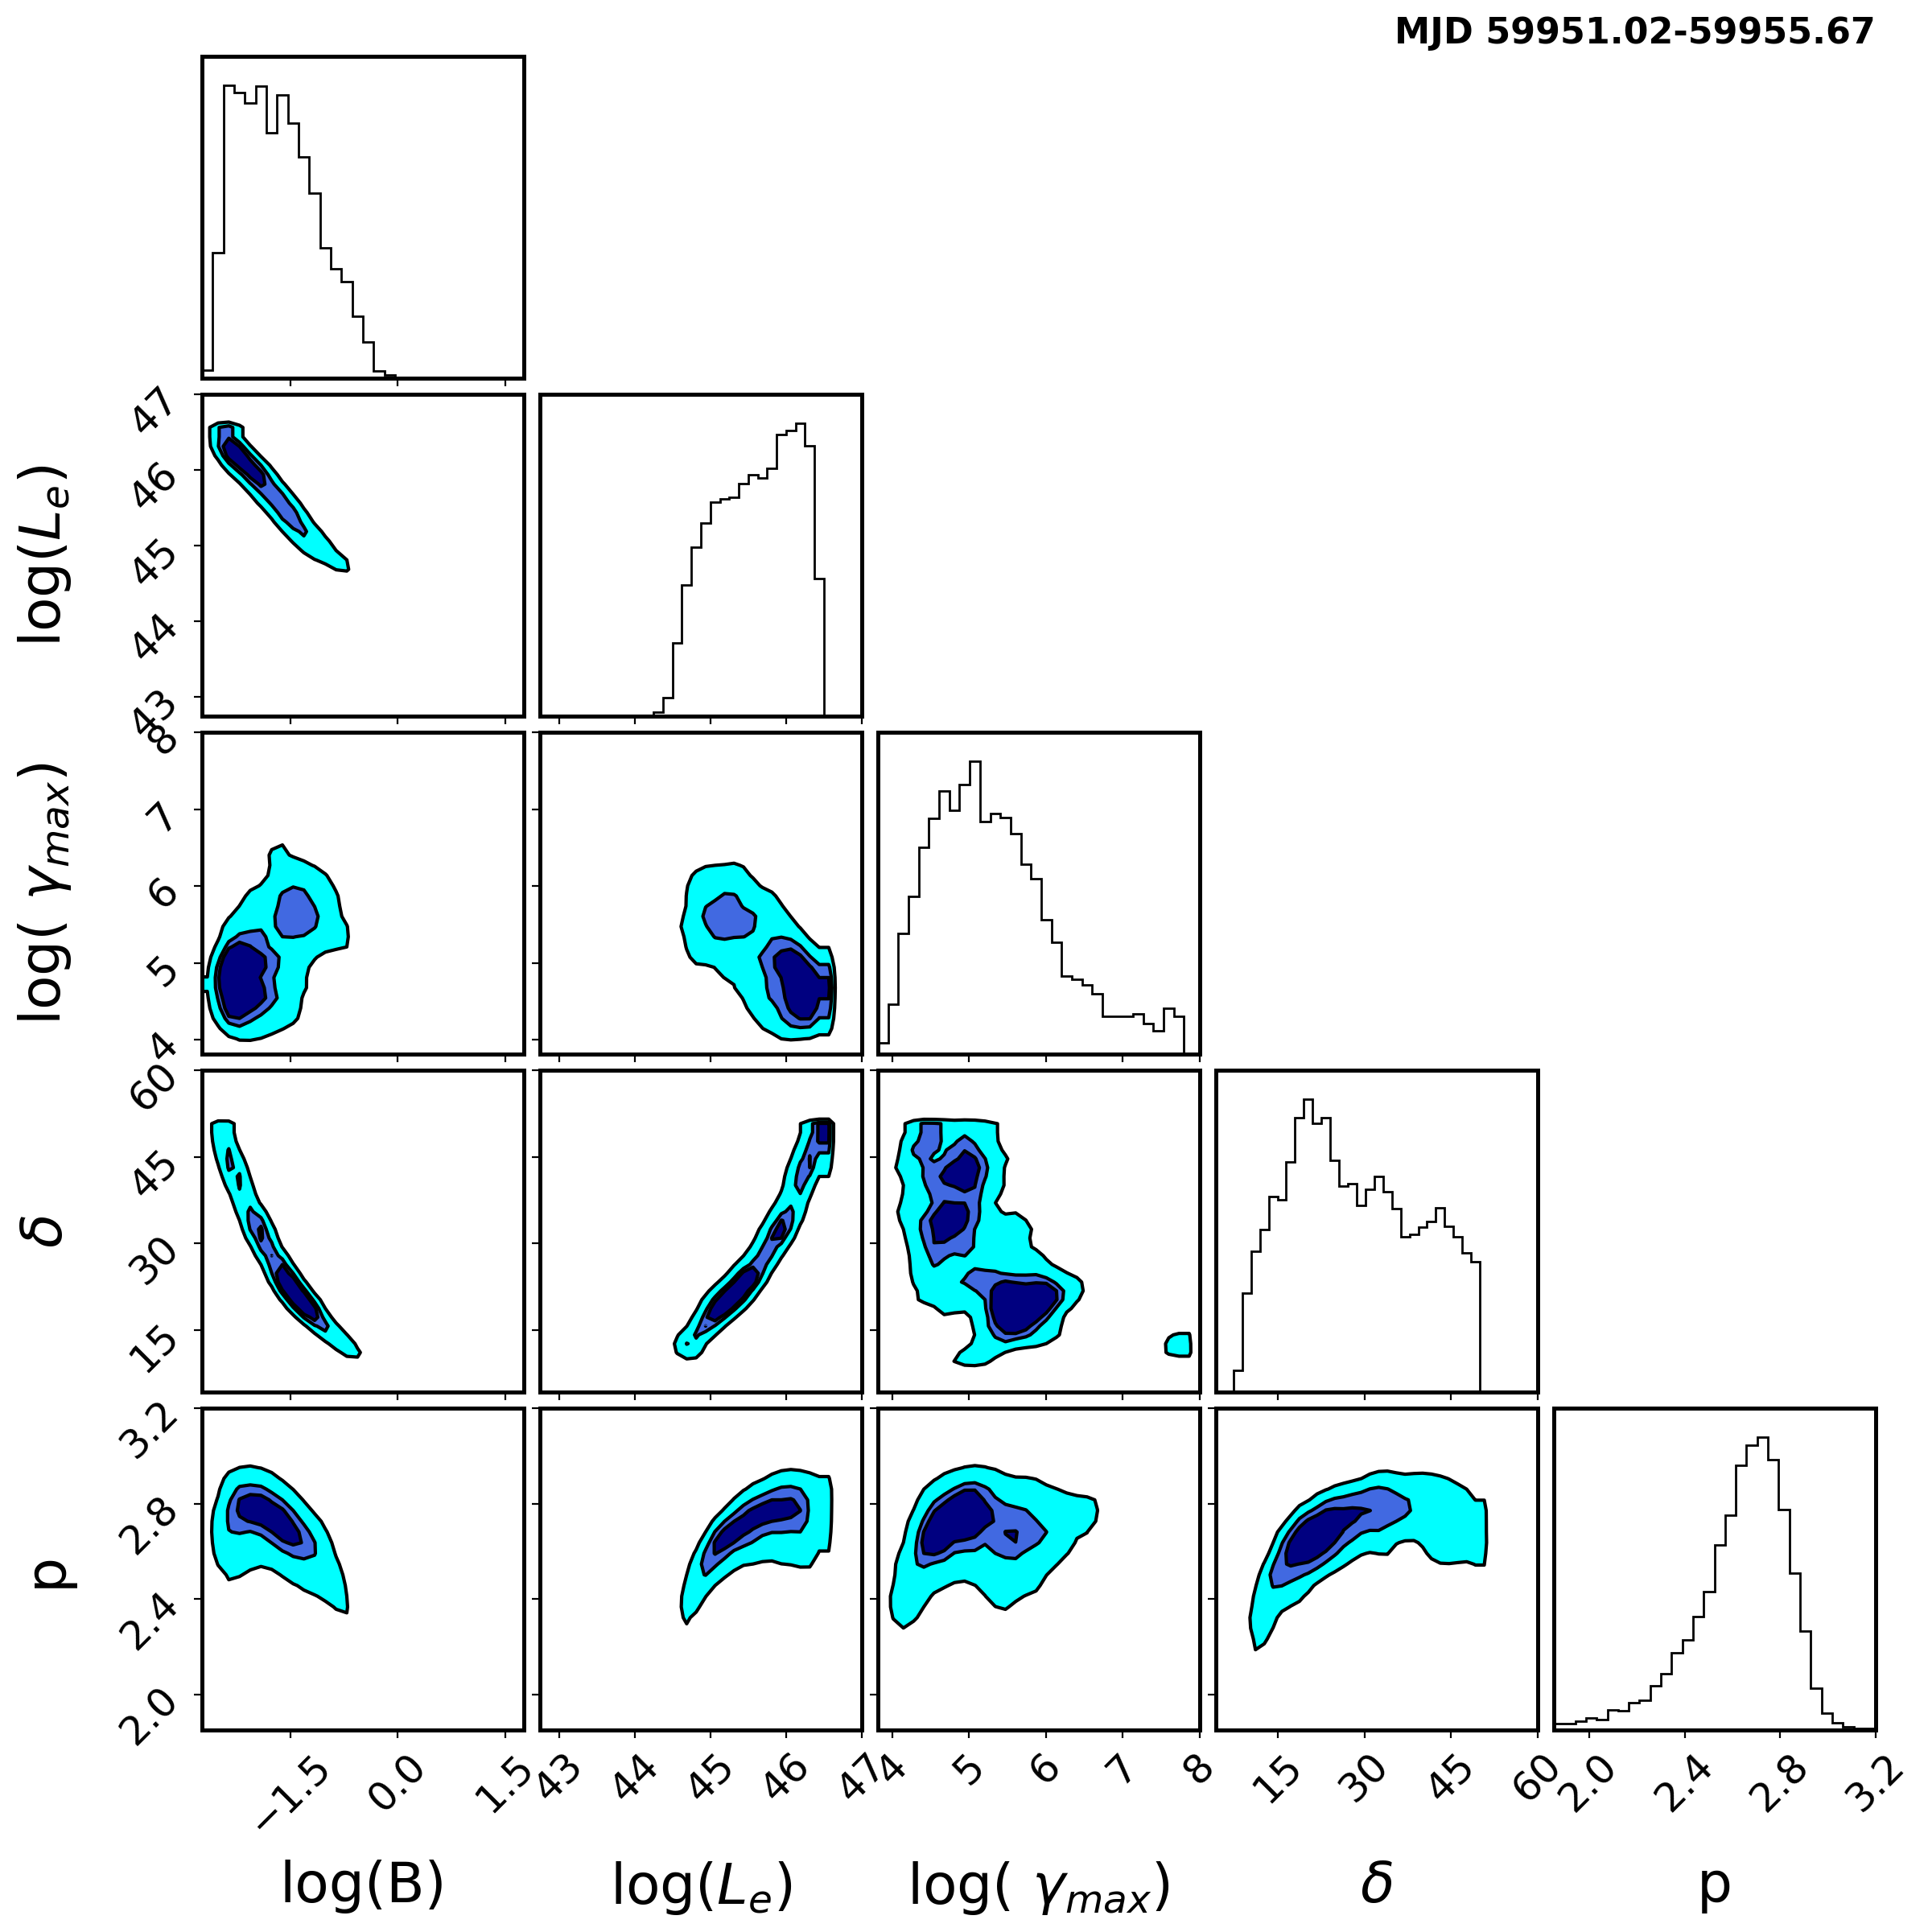 MJD 59951.02-59955.67
47
46
45
44
43
log(Lₑ)
8
7
6
5
4
log( γₘₐₓ)
60
45
30
15
δ
3.2
2.8
2.4
2.0
p
−1.5 0.0 1.5 43 44 45 46 47 4 5 6 7 8 15 30 45 60 2.0 2.4 2.8 3.2
log(B) log(Lₑ) log( γₘₐₓ) δ p